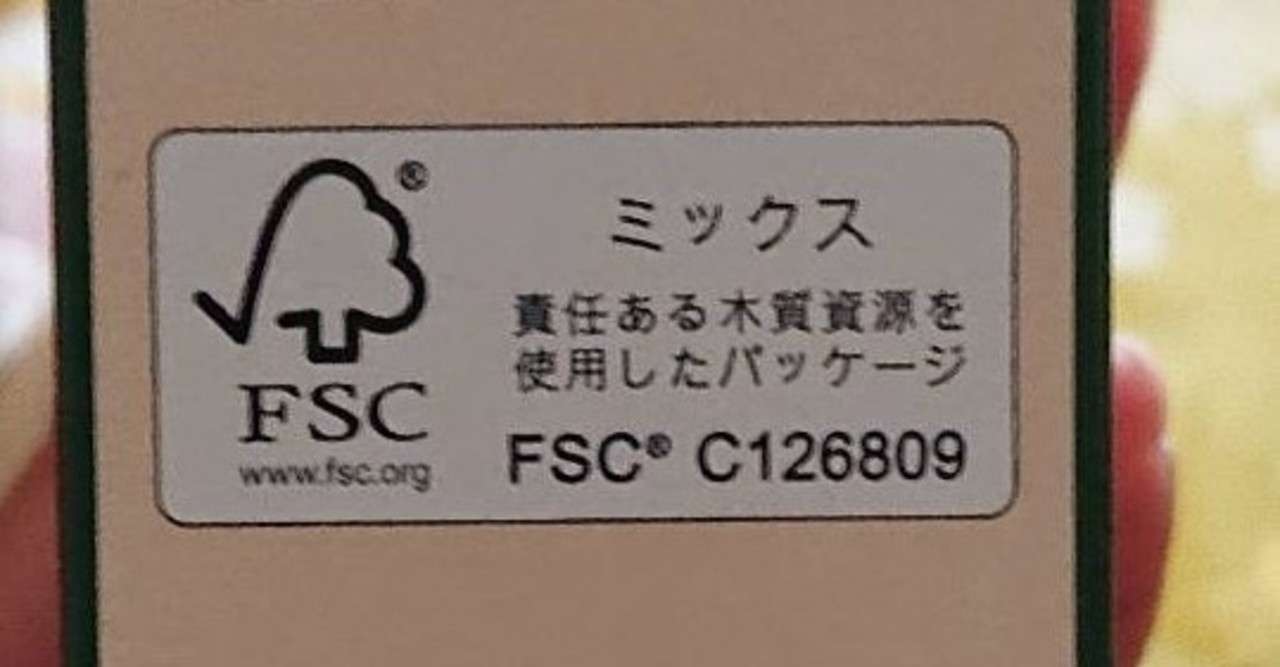 ®
ミックス
責任ある木質資源を
使用したパッケージ
FSC
www.fsc.org
FSC® C126809